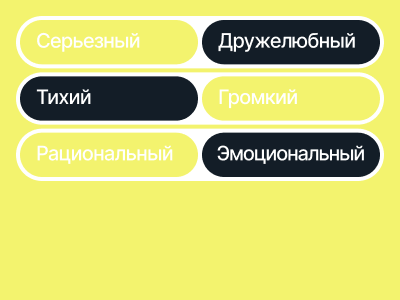 Серьезный Дружелюбный
Тихий Громкий
Рациональный Эмоциональный